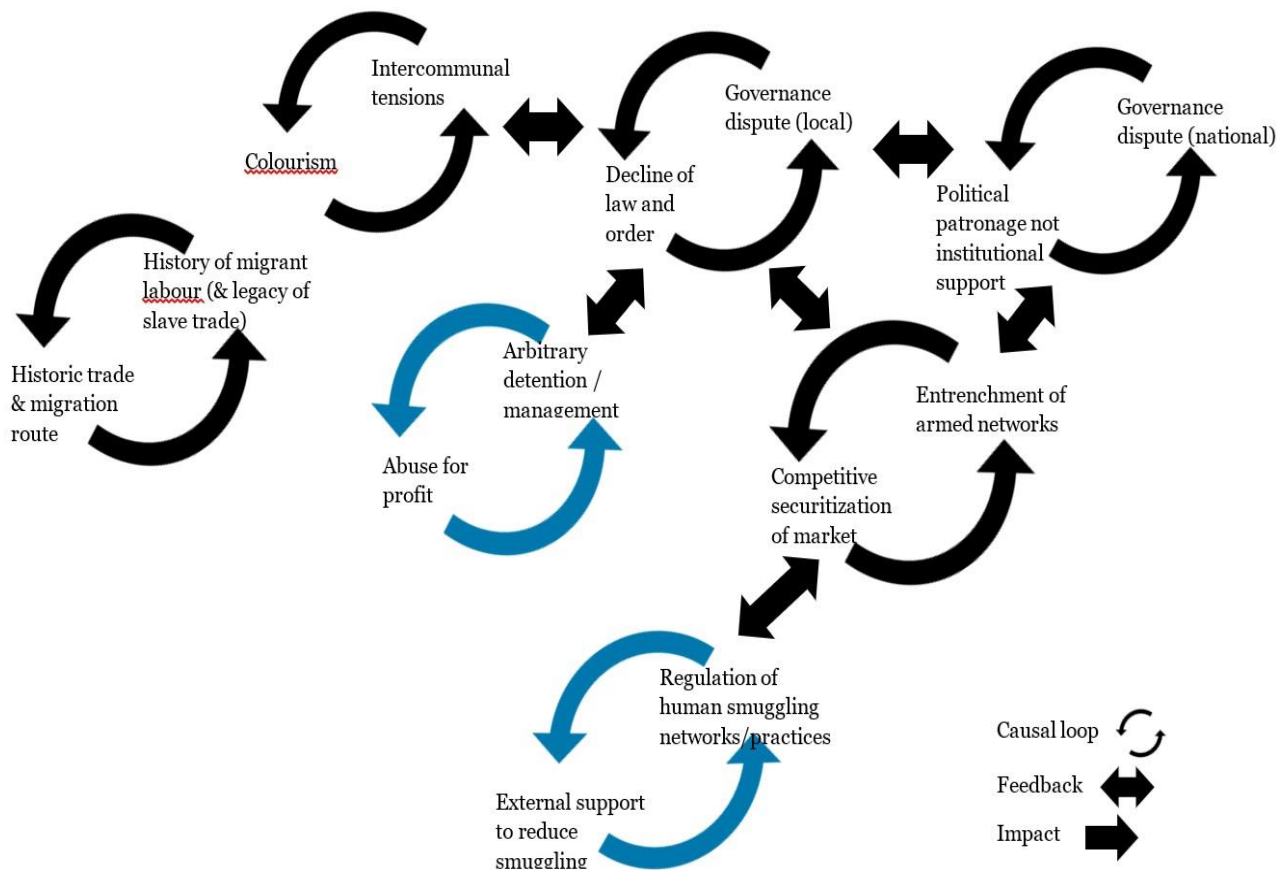 Intercommunal
tensions
Colourism
Governance
dispute (local)
Decline of
law and
order
Governance
dispute (national)
Political
patronage not
institutional
support
History of migrant
labour (& legacy of
slave trade)
Historic trade
& migration
route
Arbitrary
detention /
management
Abuse for
profit
Entrenchment of
armed networks
Competitive
securitization
of market
Regulation of
human smuggling
networks/practices
External support
to reduce
smuggling
Causal loop
Feedback
Impact